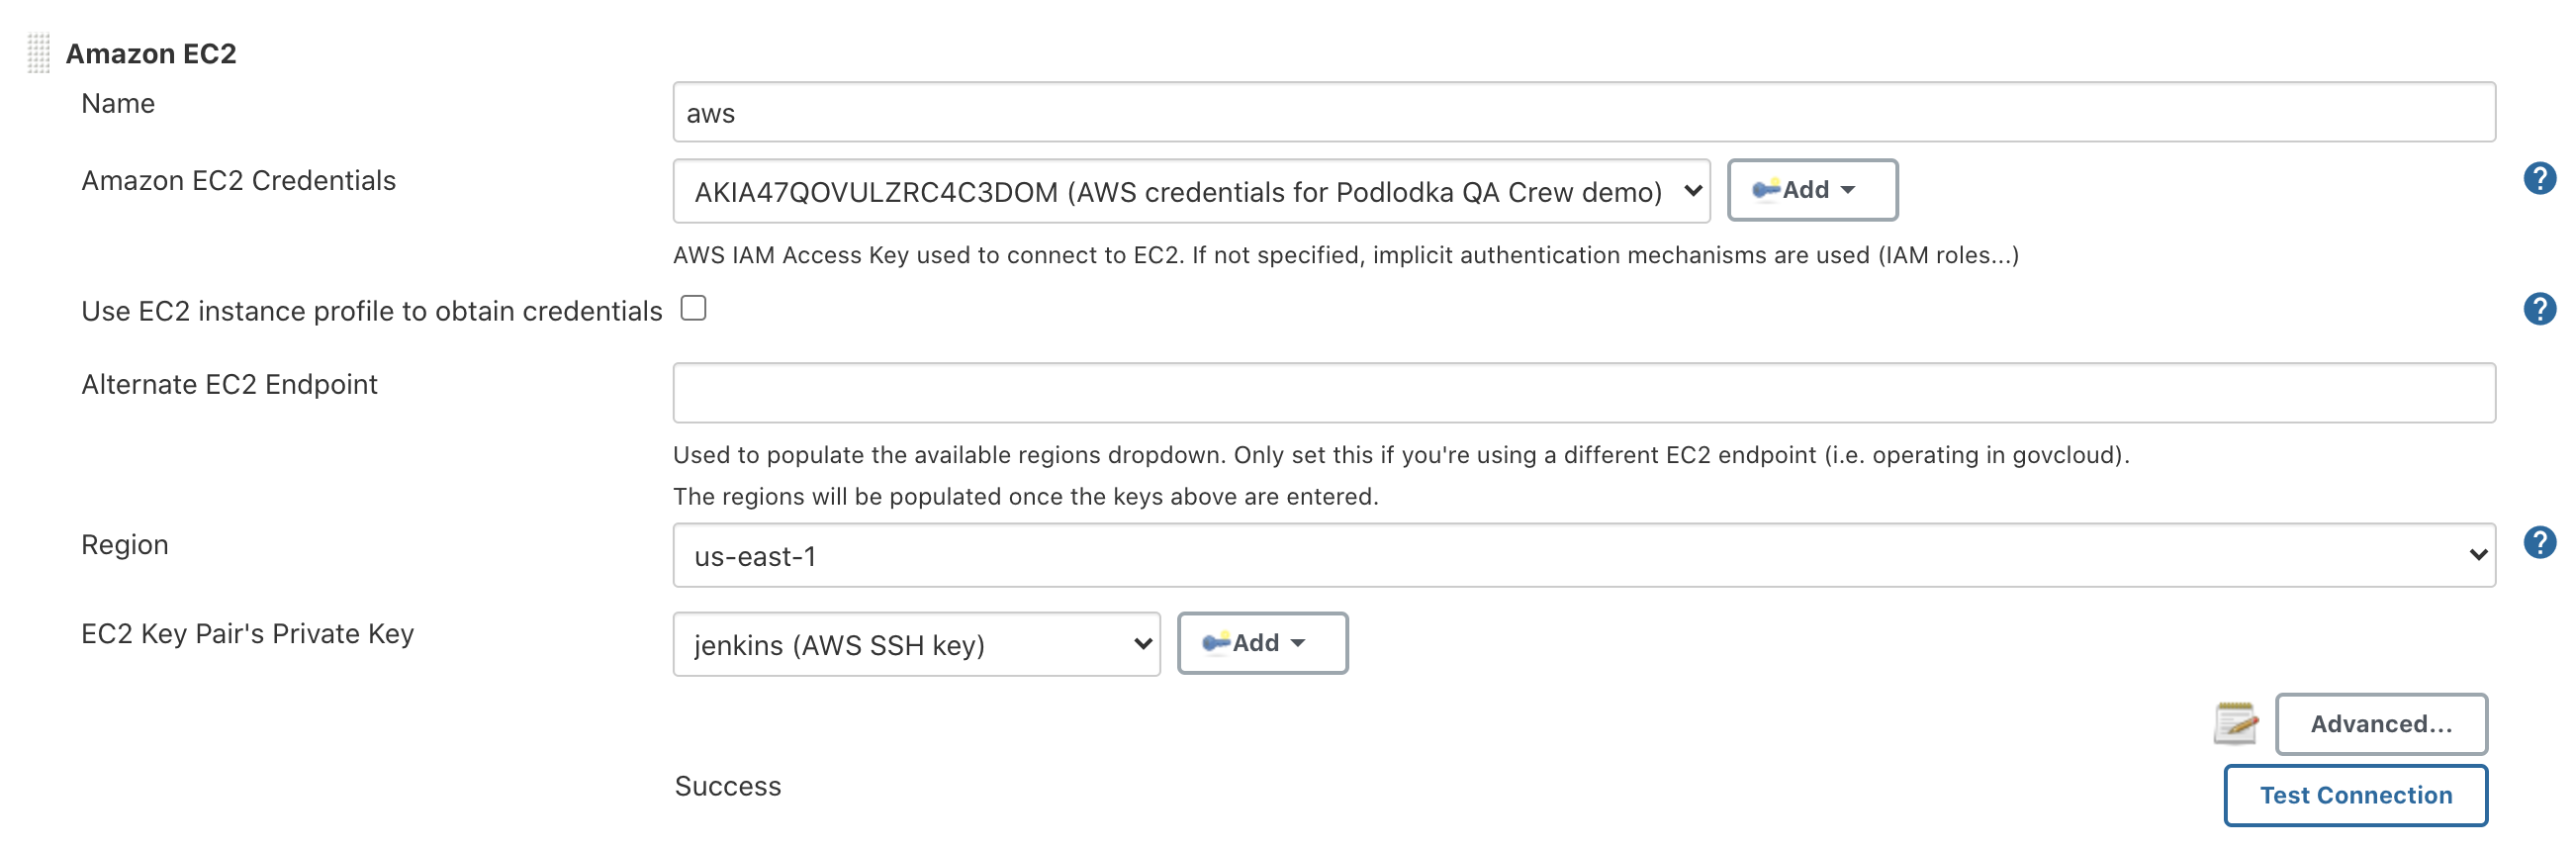 Amazon EC2
Name
aws
Amazon EC2 Credentials
AKIA47QOVULZRC4C3DOM (AWS credentials for Podlodka QA Crew demo)
Add
?
AWS IAM Access Key used to connect to EC2. If not specified, implicit authentication mechanisms are used (IAM roles...)
Use EC2 instance profile to obtain credentials
?
Alternate EC2 Endpoint
Used to populate the available regions dropdown. Only set this if you're using a different EC2 endpoint (i.e. operating in govcloud).
The regions will be populated once the keys above are entered.
Region
us-east-1
?
EC2 Key Pair's Private Key
jenkins (AWS SSH key)
Add
Advanced...
Success
Test Connection